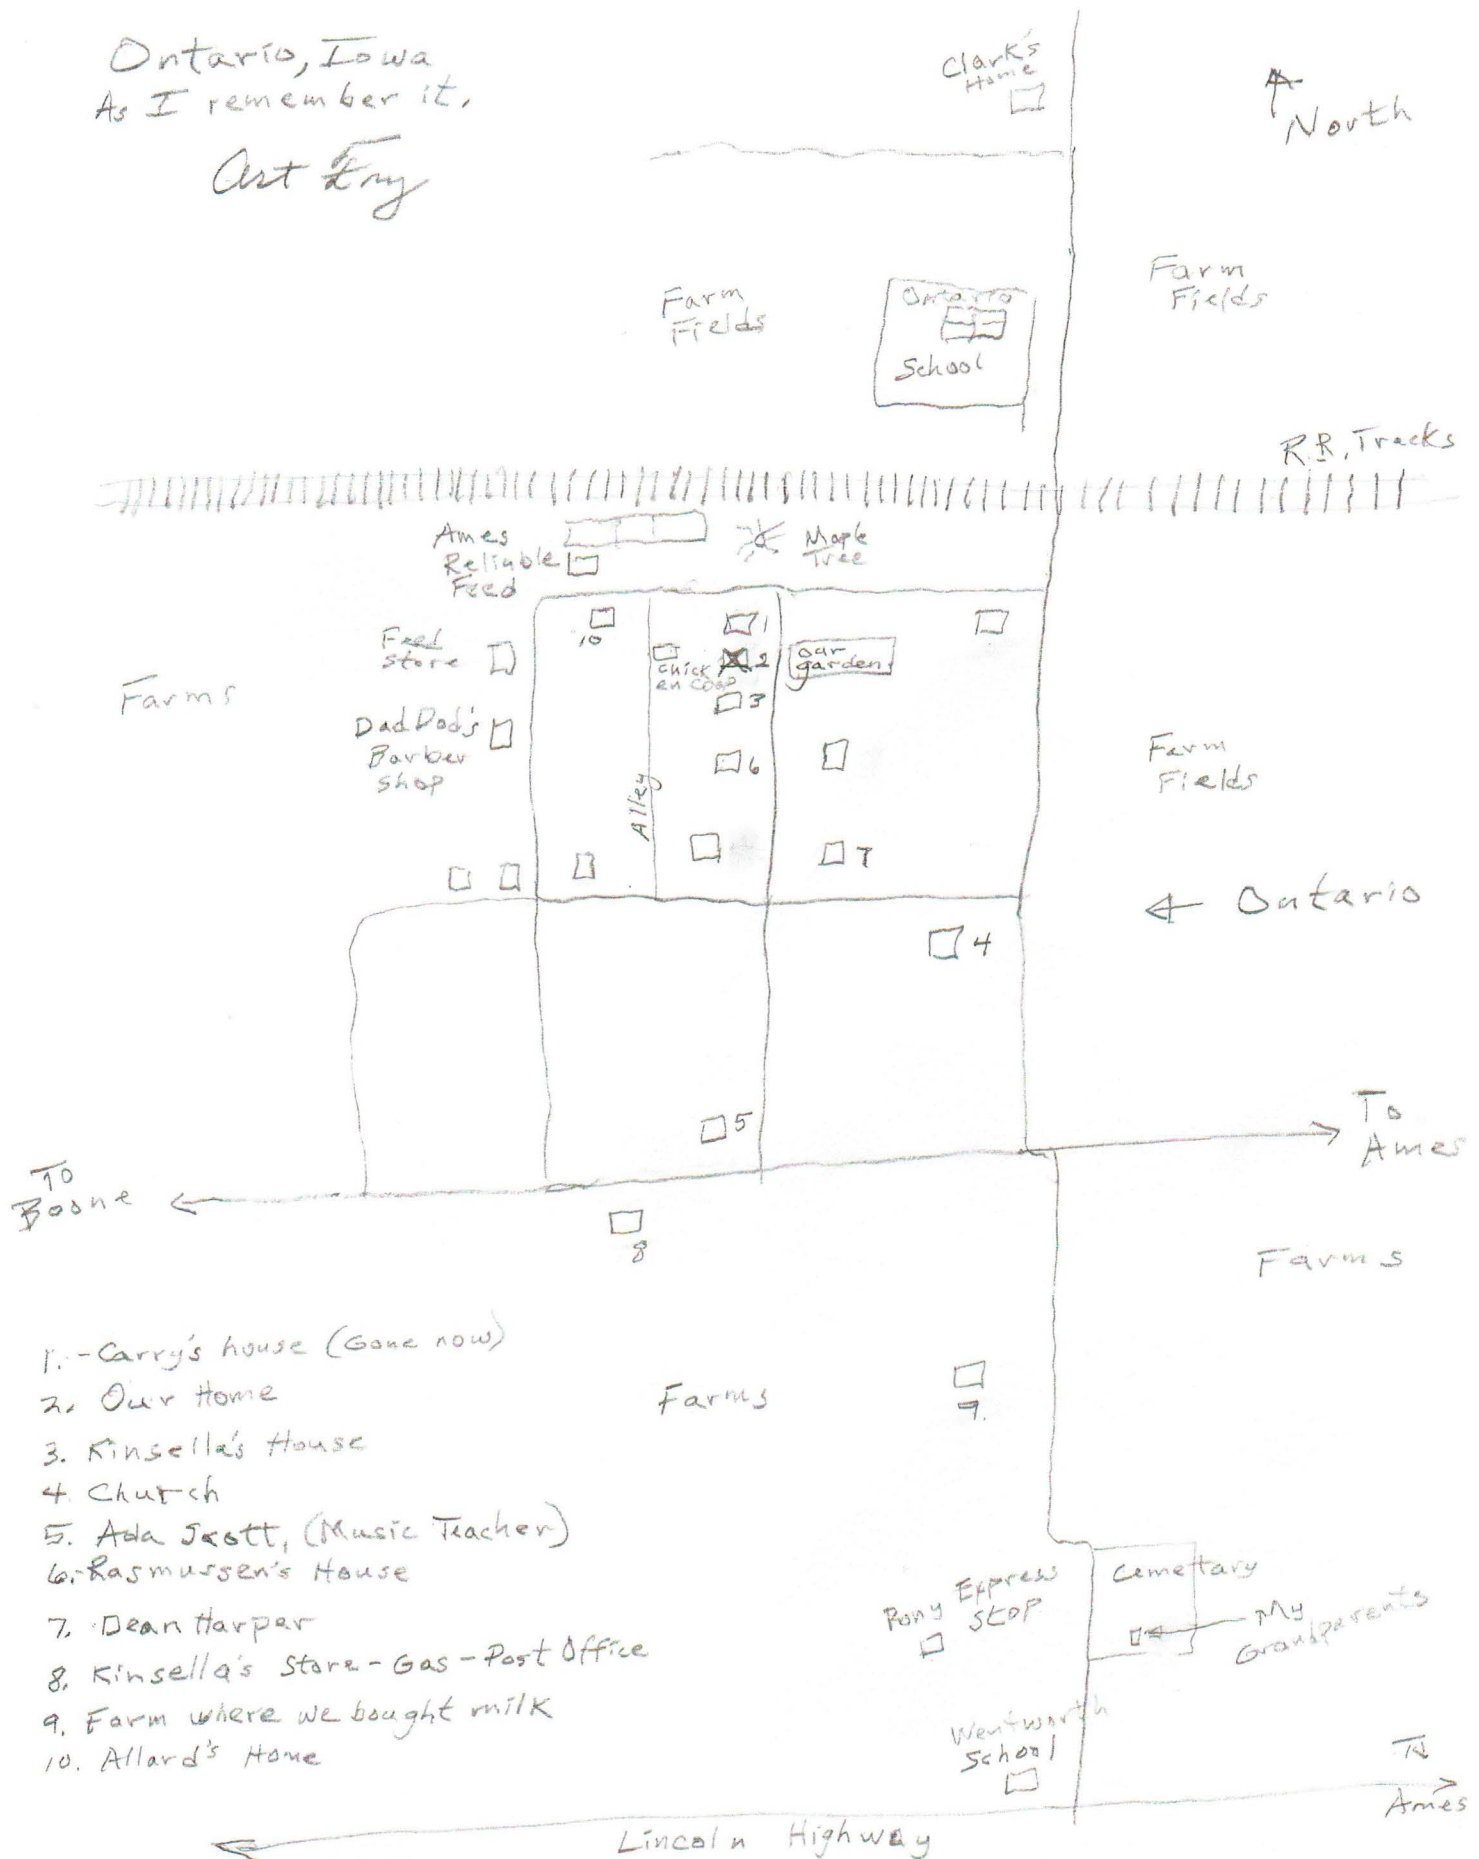 Ontario, Iowa
As I remember it.
Art Fry
Clark's
Home
North
Farm
Fields
Ontario
School
Farm
Fields
R.R. Tracks
Ames
Reliable
Feed
Maple
Tree
10
1
Feed
Store
Chick
en Coop
2
our
garden
3
Farms
Dad Dod's
Barber
Shop
6
Farm
Fields
Alley
7
Ontario
4
5
To
Ames
To
Boone
8
Farms
1. - Carry's house (Gone now)
2. Our Home
3. Kinsella's House
4 Church
5. Ada Scott, (Music Teacher)
6. - Rasmussen's House
7. Dean Harper
8. Kinsella's Store - Gas - Post Office
9. Farm where we bought milk
10. Allard's Home
Farms
9.
Pony Express
Stop
Cemettary
My
Grandparents
Wentworth
School
To
Ames
Lincoln Highway